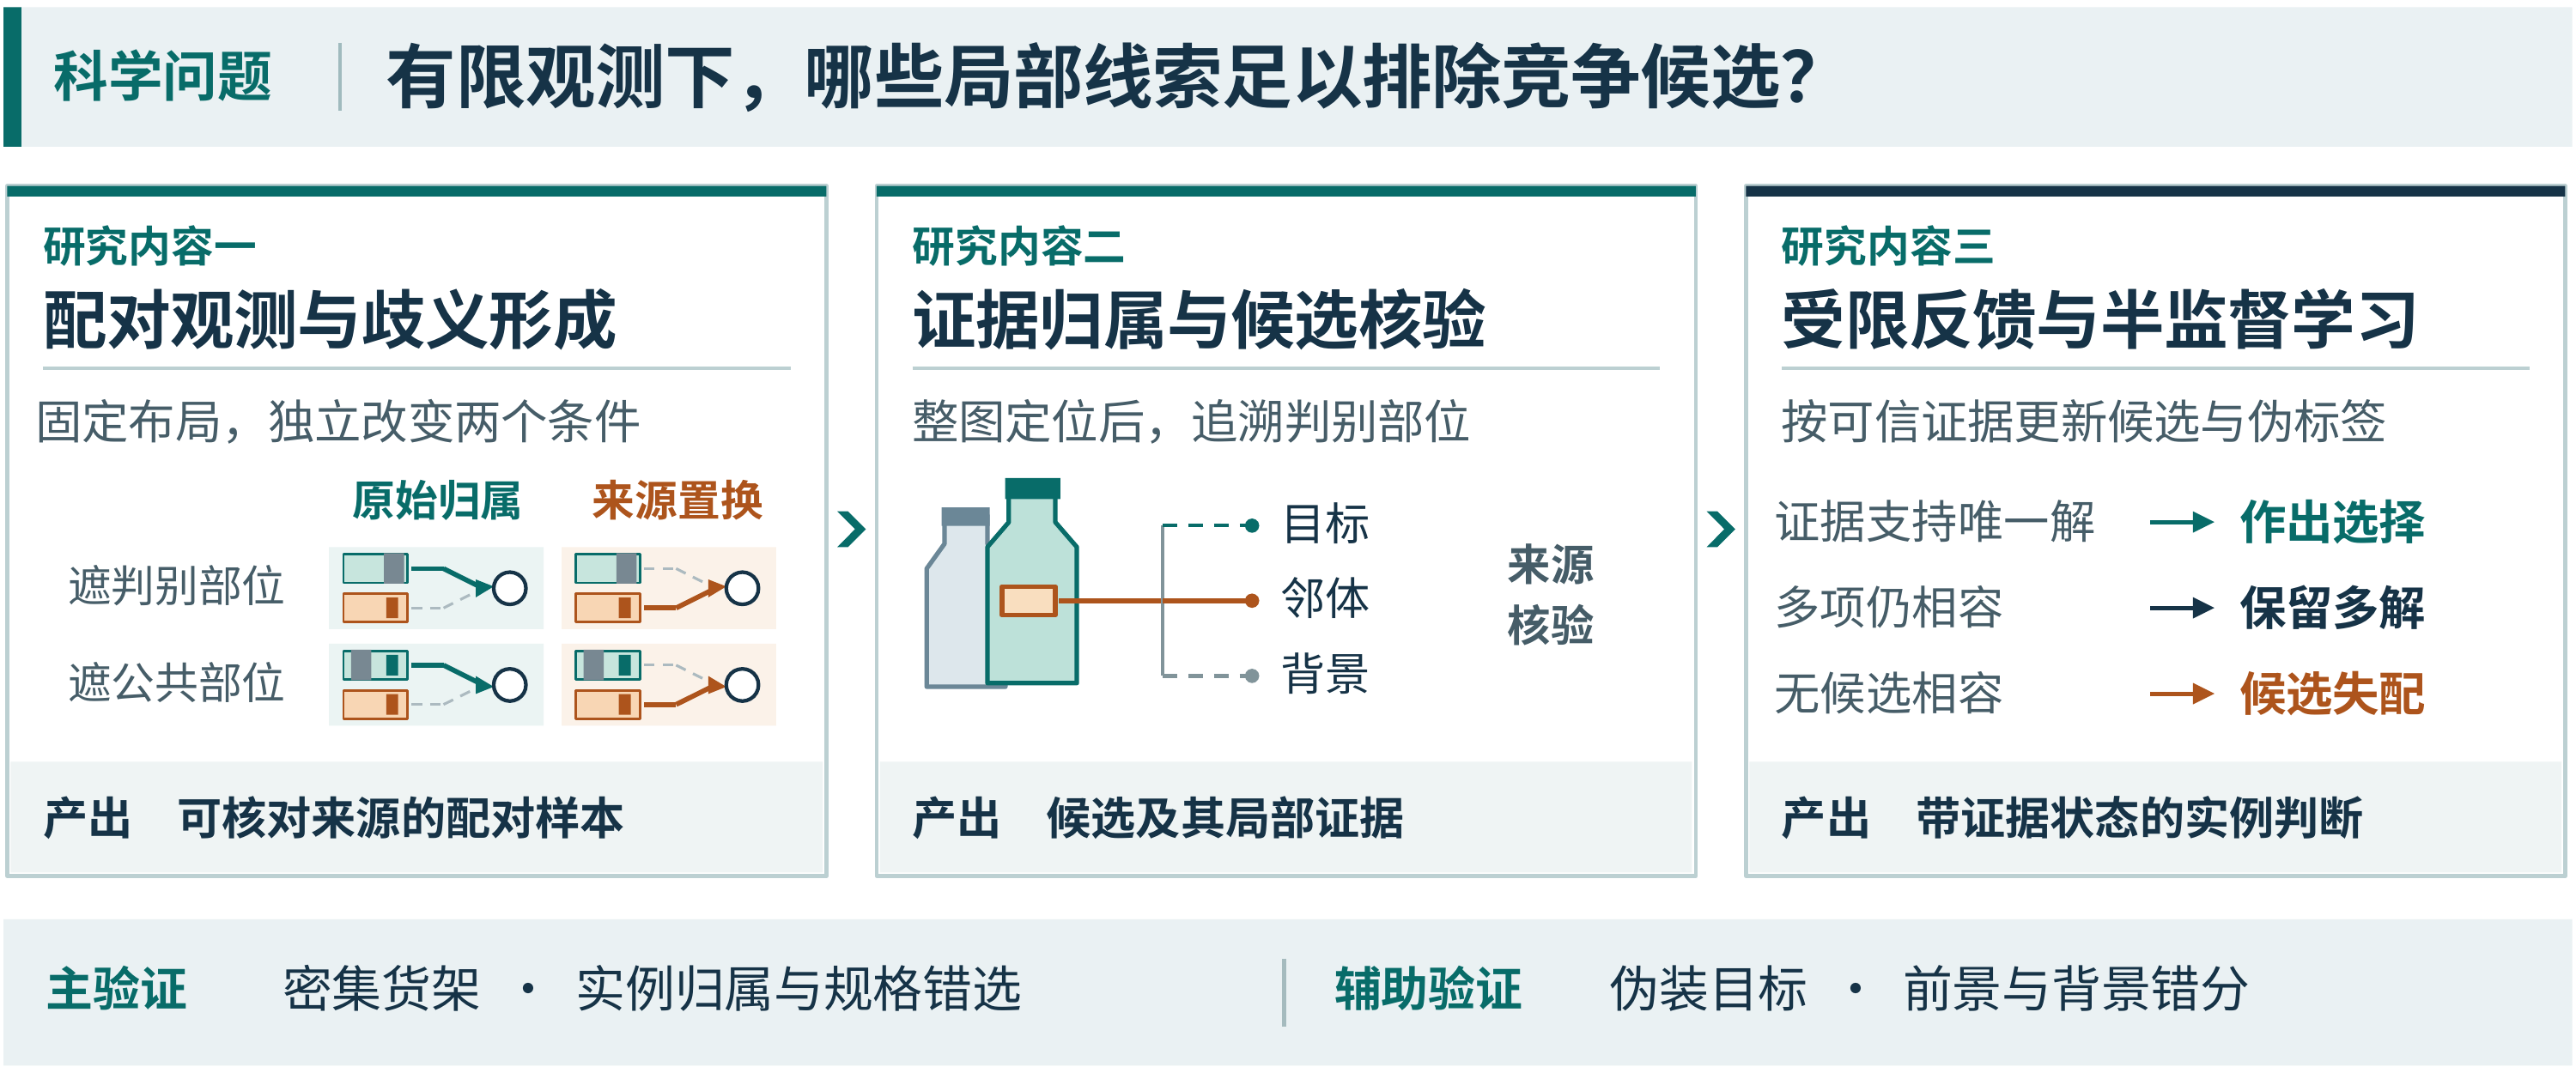 科学问题
有限观测下，哪些局部线索足以排除竞争候选？
研究内容一
配对观测与歧义形成
固定布局，独立改变两个条件
原始归属 来源置换
遮判别部位
遮公共部位
产出 可核对来源的配对样本
研究内容二
证据归属与候选核验
整图定位后，追溯判别部位
目标
邻体
背景
来源
核验
产出 候选及其局部证据
研究内容三
受限反馈与半监督学习
按可信证据更新候选与伪标签
证据支持唯一解 作出选择
多项仍相容 保留多解
无候选相容 候选失配
产出 带证据状态的实例判断
主验证 密集货架 · 实例归属与规格错选
辅助验证 伪装目标 · 前景与背景错分